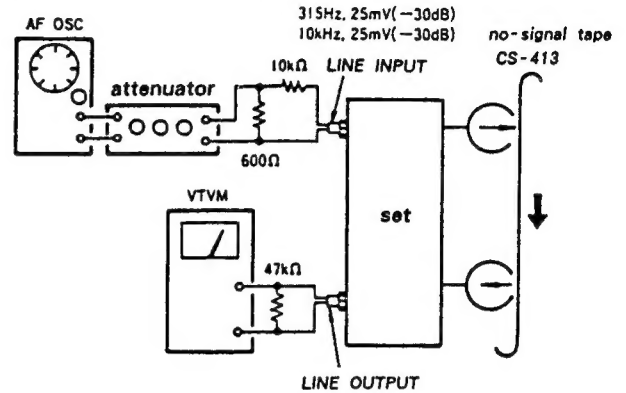 315Hz, 25mV(−30dB)
10kHz, 25mV(−30dB)
no-signal tape
CS-413
AF OSC
attenuator
10kΩ
LINE INPUT
600Ω
set
VTVM
47kΩ
LINE OUTPUT